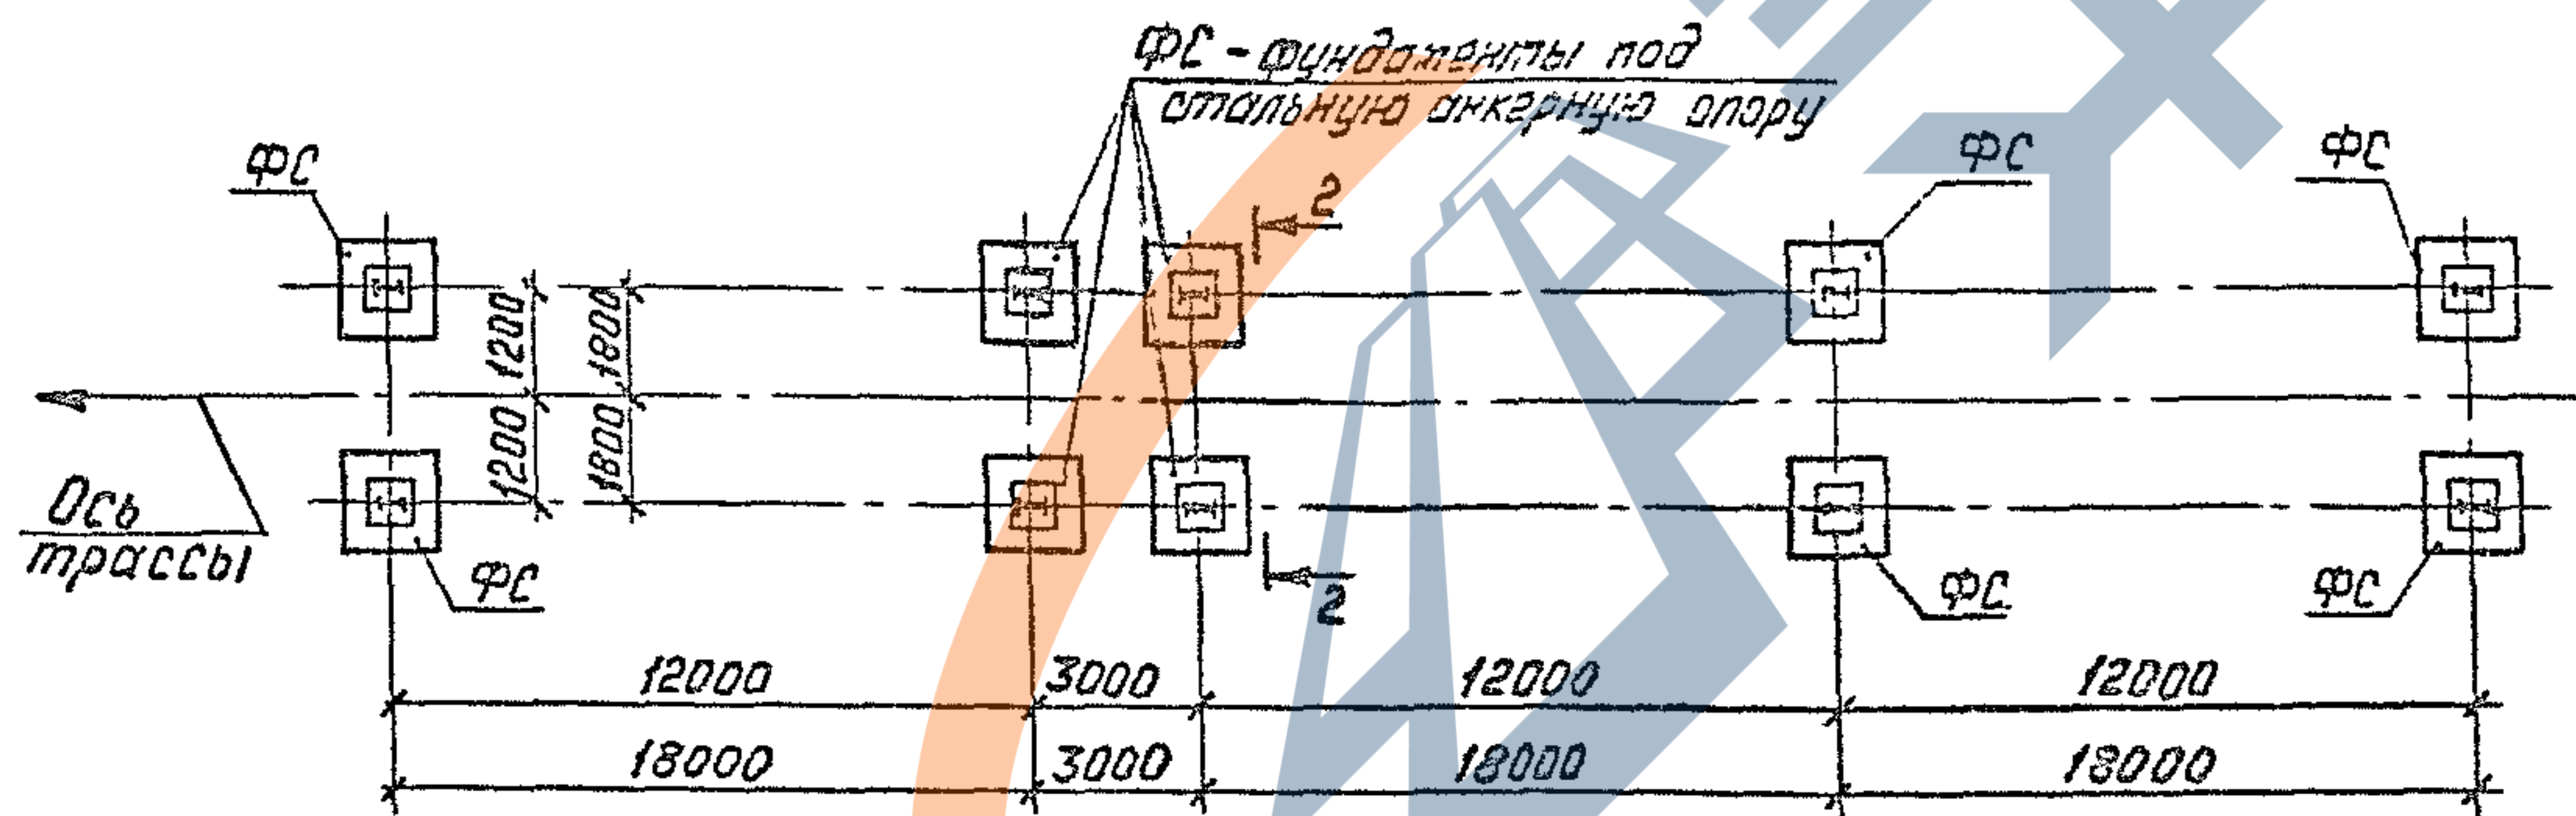 ФС - фундаменты под
стальную анкерную опору
ФС
ФС
ФС
2
1200
1800
1200
1800
Ось
трассы
ФС
2
ФС
ФС
12000
3000
12000
12000
18000
3000
18000
18000